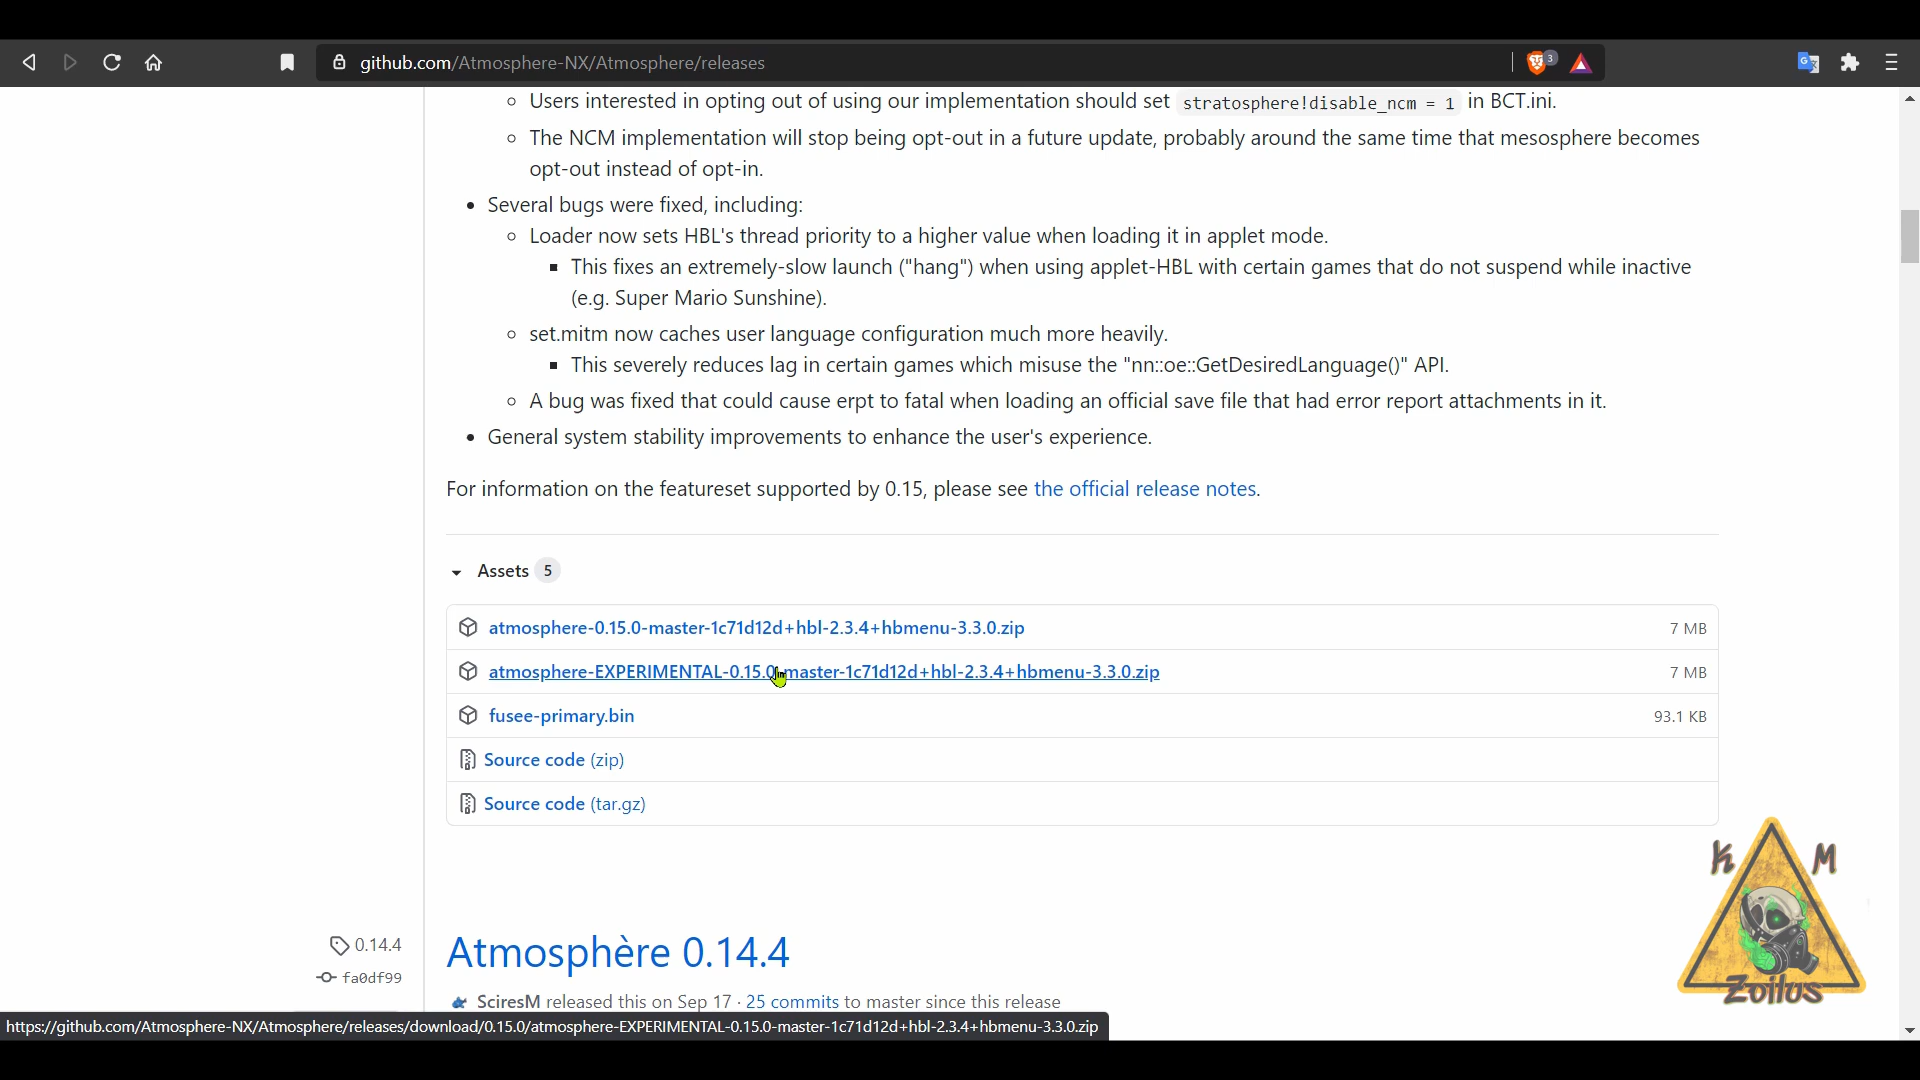 github.com/Atmosphere-NX/Atmosphere/releases
3
Users interested in opting out of using our implementation should set stratosphere!disable_ncm = 1 in BCT.ini.
The NCM implementation will stop being opt-out in a future update, probably around the same time that mesosphere becomes
opt-out instead of opt-in.
Several bugs were fixed, including:
Loader now sets HBL's thread priority to a higher value when loading it in applet mode.
This fixes an extremely-slow launch ("hang") when using applet-HBL with certain games that do not suspend while inactive
(e.g. Super Mario Sunshine).
set.mitm now caches user language configuration much more heavily.
This severely reduces lag in certain games which misuse the "nn::oe::GetDesiredLanguage()" API.
A bug was fixed that could cause erpt to fatal when loading an official save file that had error report attachments in it.
General system stability improvements to enhance the user's experience.
For information on the featureset supported by 0.15, please see the official release notes.
Assets 5
atmosphere-0.15.0-master-1c71d12d+hbl-2.3.4+hbmenu-3.3.0.zip 7 MB
atmosphere-EXPERIMENTAL-0.15.0-master-1c71d12d+hbl-2.3.4+hbmenu-3.3.0.zip 7 MB
fusee-primary.bin 93.1 KB
Source code (zip)
Source code (tar.gz)
K M
Zoilus
0.14.4
fa0df99
Atmosphère 0.14.4
SciresM released this on Sep 17 · 25 commits to master since this release
https://github.com/Atmosphere-NX/Atmosphere/releases/download/0.15.0/atmosphere-EXPERIMENTAL-0.15.0-master-1c71d12d+hbl-2.3.4+hbmenu-3.3.0.zip